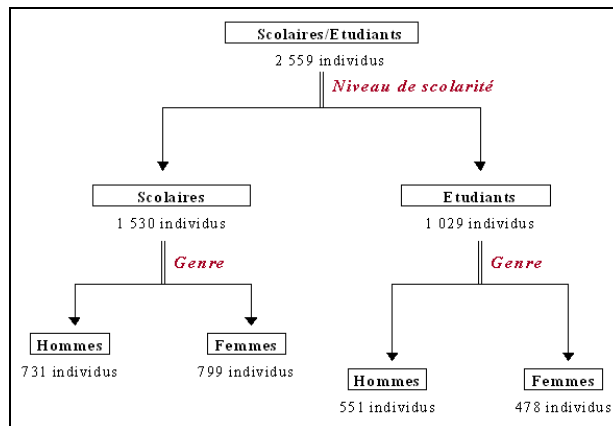 Scolaires/Etudiants
2 559 individus
Niveau de scolarité
Scolaires
1 530 individus
Etudiants
1 029 individus
Genre
Genre
Hommes
731 individus
Femmes
799 individus
Hommes
551 individus
Femmes
478 individus